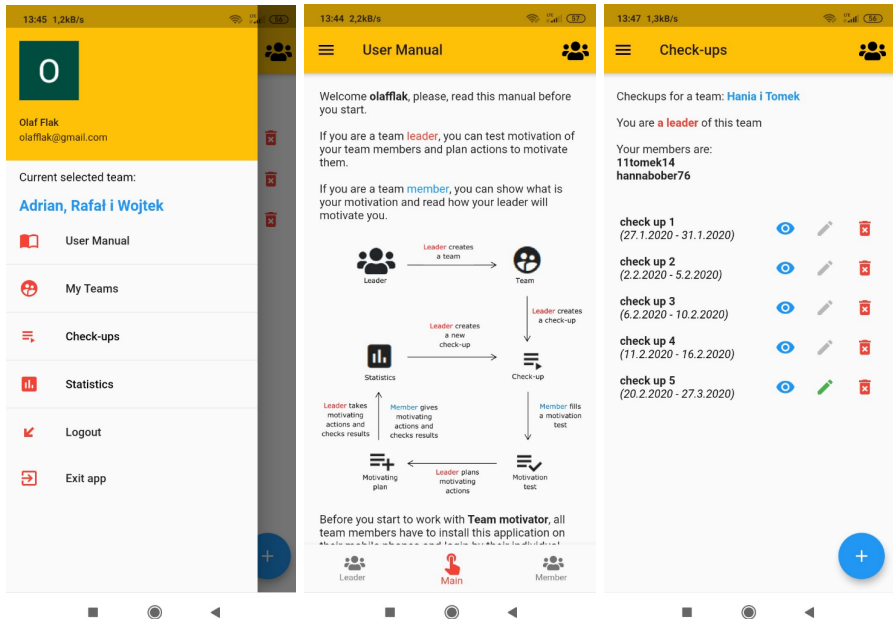 13:45 1,2kB/s
56
O
Olaf Flak
olafflak@gmail.com
Current selected team:
Adrian, Rafał i Wojtek
User Manual
My Teams
Check-ups
Statistics
Logout
Exit app
13:44 2,2kB/s
57
User Manual
Welcome olafflak, please, read this manual before
you start.
If you are a team leader, you can test motivation of
your team members and plan actions to motivate
them.
If you are a team member, you can show what is
your motivation and read how your leader will
motivate you.
Leader
Leader creates
a team
Team
Leader creates
a check-up
Leader creates
a new
check-up
Statistics
Check-up
Leader takes
motivating
actions and
checks results
Member gives
motivating
actions and
checks results
Member fills
a motivation
test
Motivating
plan
Leader plans
motivating
actions
Motivation
test
Before you start to work with Team motivator, all
team members have to install this application on
Leader
Main
Member
13:47 1,3kB/s
56
Check-ups
Checkups for a team: Hania i Tomek
You are a leader of this team
Your members are:
11tomek14
hannabober76
check up 1
(27.1.2020 - 31.1.2020)
check up 2
(2.2.2020 - 5.2.2020)
check up 3
(6.2.2020 - 10.2.2020)
check up 4
(11.2.2020 - 16.2.2020)
check up 5
(20.2.2020 - 27.3.2020)